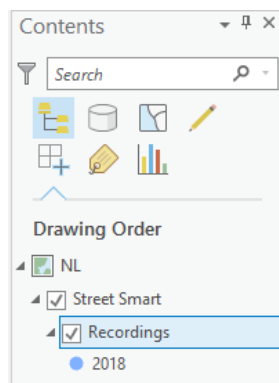 Contents
Search
Drawing Order
NL
Street Smart
Recordings
2018